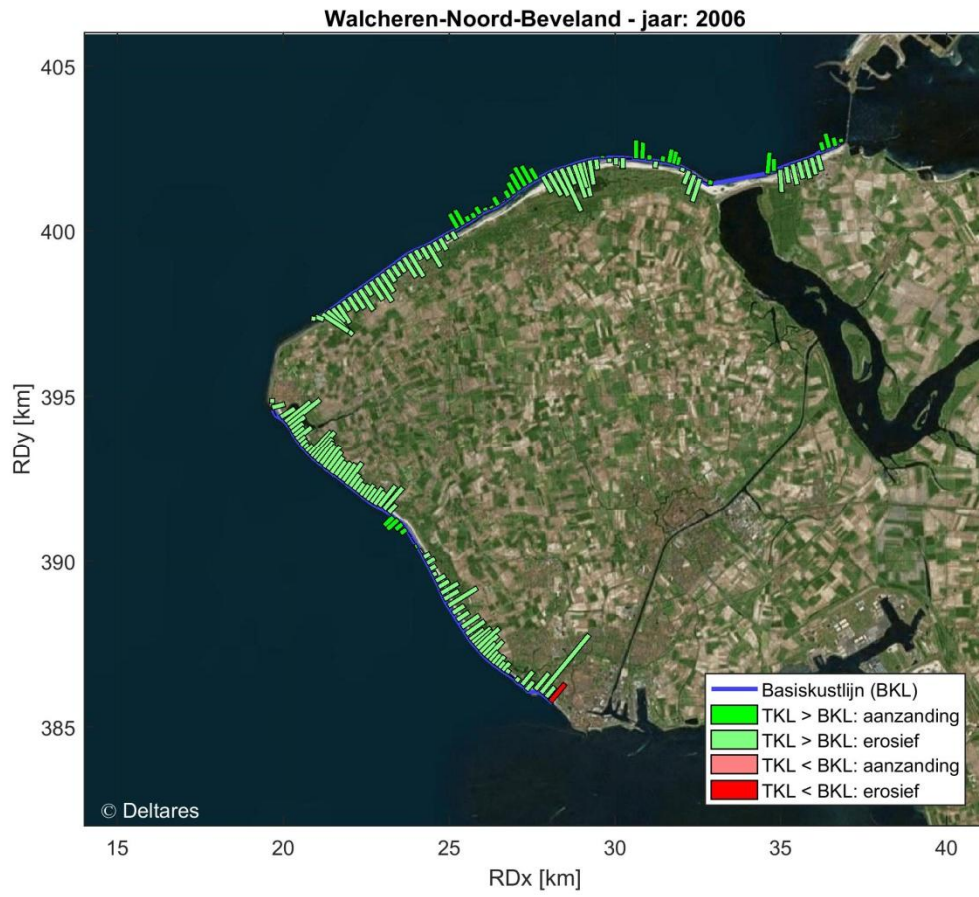 Walcheren-Noord-Beveland - jaar: 2006
405
400
395
390
385
RDy [km]
Basiskustlijn (BKL)
TKL > BKL: aanzanding
TKL > BKL: erosief
TKL < BKL: aanzanding
TKL < BKL: erosief
© Deltares
15 20 25 30 35 40
RDx [km]